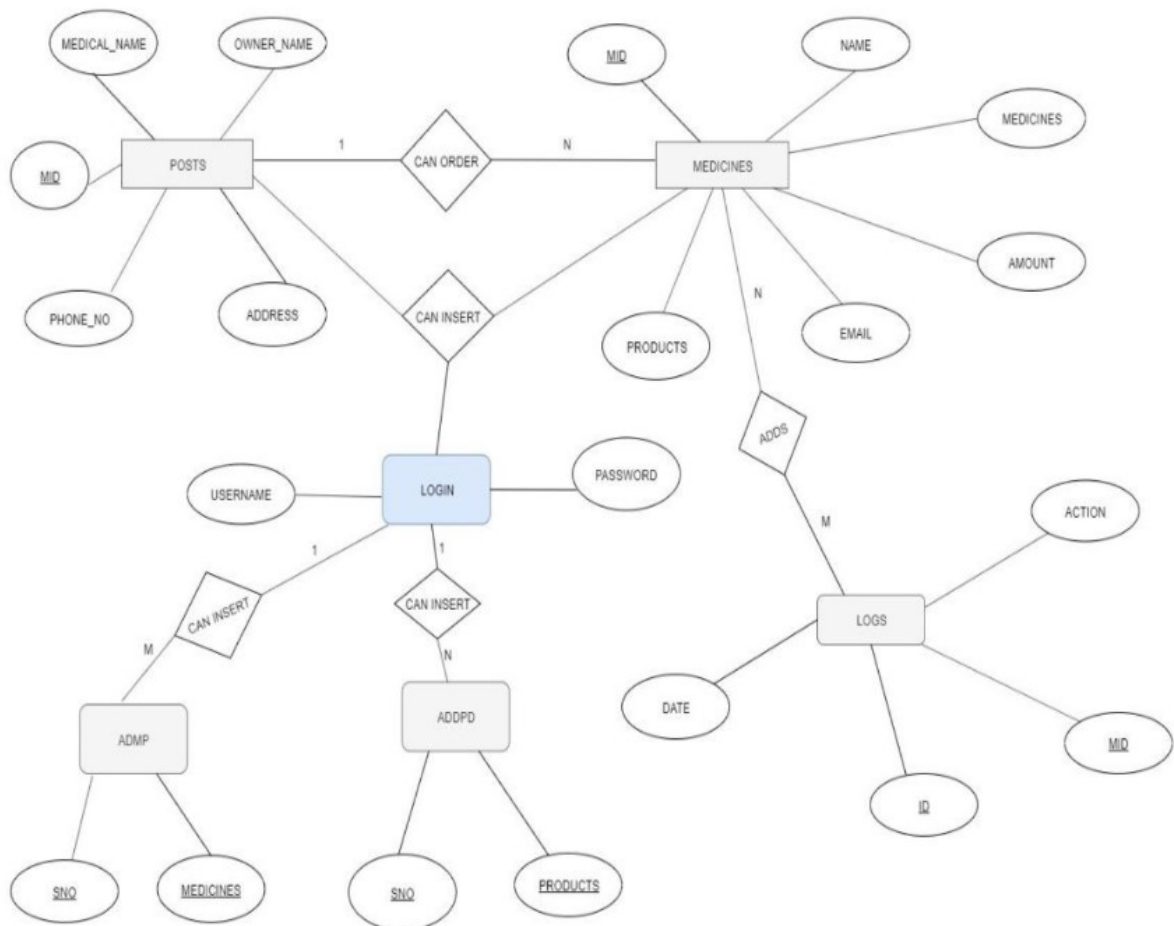 MEDICAL_NAME
OWNER_NAME
MID
NAME
MEDICINES
POSTS
1
CAN ORDER
N
MEDICINES
MID
AMOUNT
PHONE_NO
ADDRESS
CAN INSERT
N
PRODUCTS
EMAIL
ADDS
USERNAME
LOGIN
PASSWORD
M
ACTION
1
1
CAN INSERT
CAN INSERT
LOGS
M
N
DATE
ADMP
ADDPD
MID
ID
SNO
MEDICINES
SNO
PRODUCTS